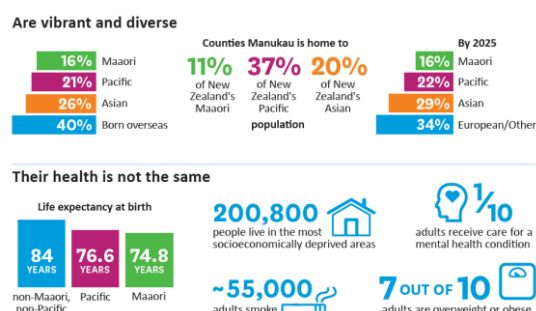 Are vibrant and diverse
16% Maaori
21% Pacific
26% Asian
40% Born overseas
Counties Manukau is home to
11% 37% 20%
of New of New of New
Zealand's Zealand's Zealand's
Maaori Pacific Asian
population
By 2025
16% Maaori
22% Pacific
29% Asian
34% European/Other
Their health is not the same
Life expectancy at birth
84 YEARS
76.6 YEARS
74.8 YEARS
non-Maaori, Pacific Maaori
non-Pacific
200,800
people live in the most
socioeconomically deprived areas
1/10
adults receive care for a
mental health condition
~55,000
adults smoke
7 OUT OF 10
adults are overweight or obese